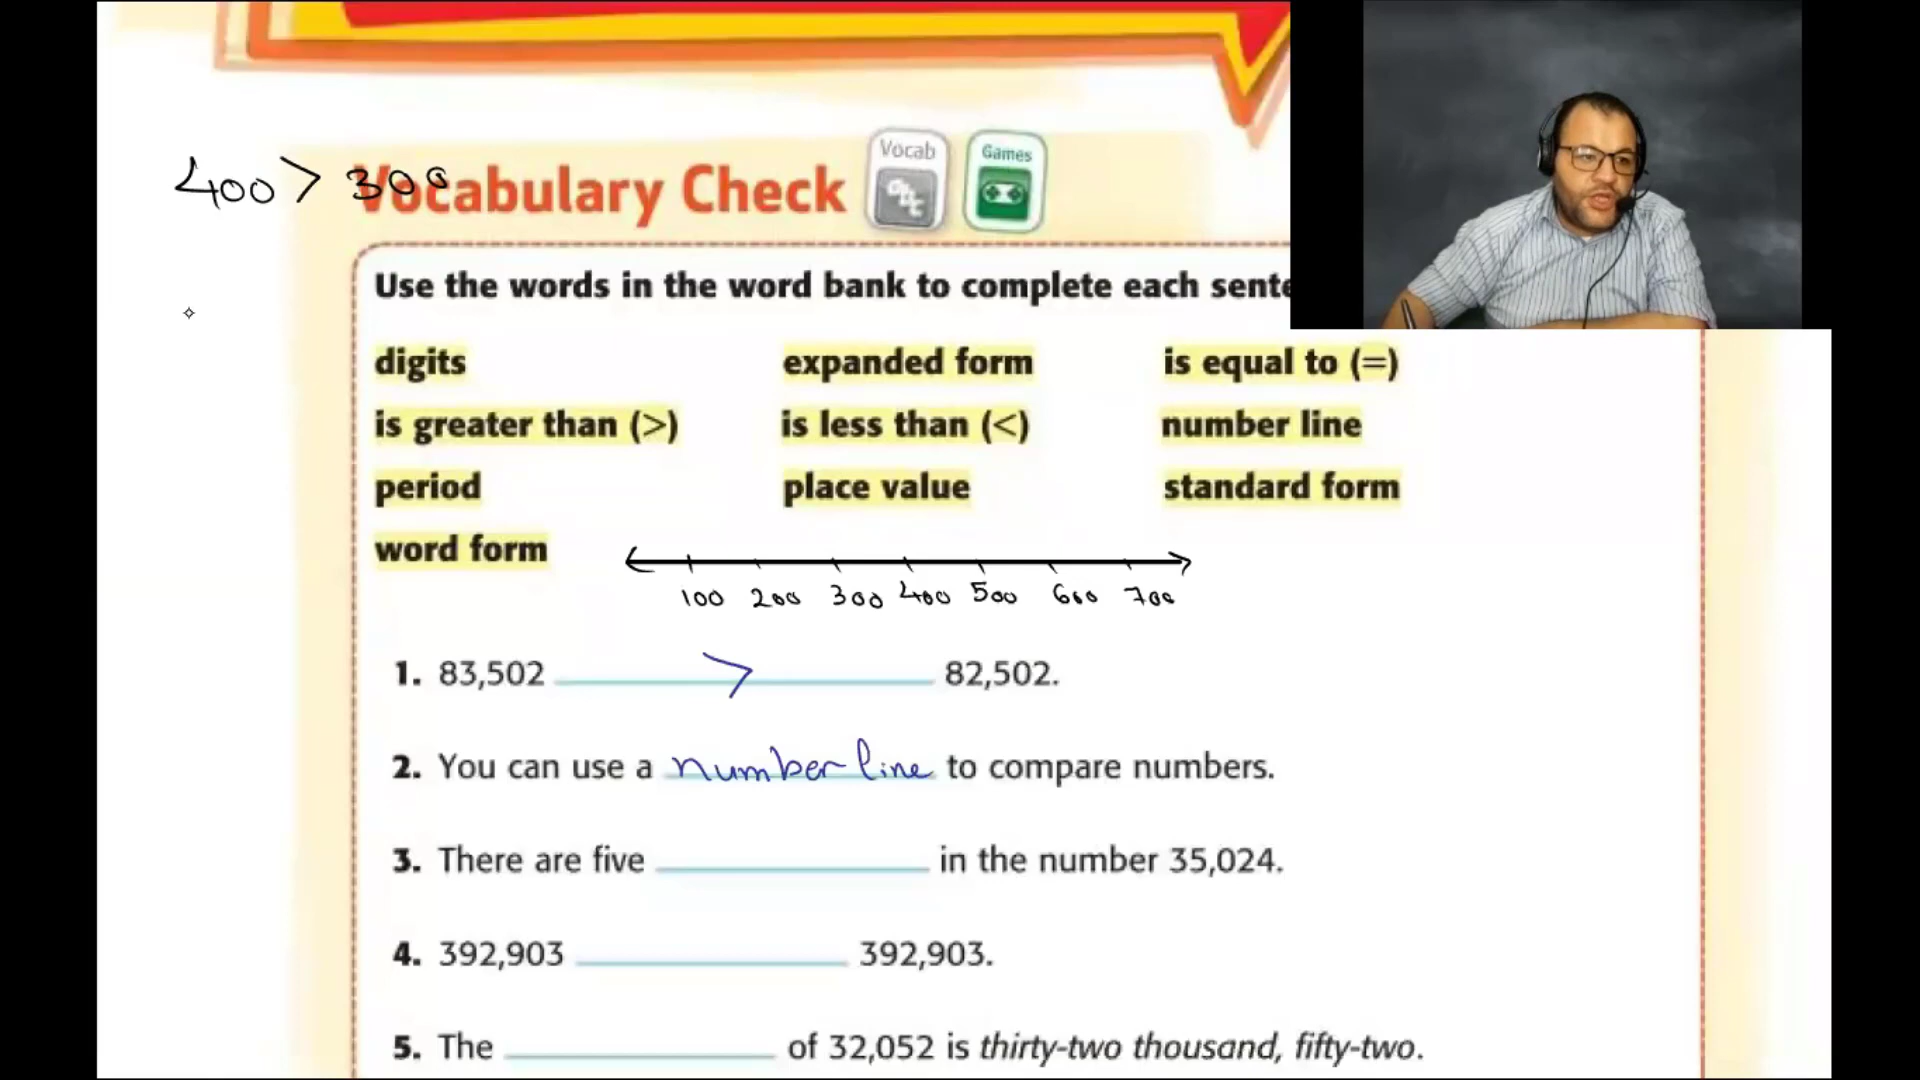 Vocab Games
400 > 300
Vocabulary Check
Use the words in the word bank to complete each sente
digits expanded form is equal to (=)
is greater than (>) is less than (<) number line
period place value standard form
word form
100 200 300 400 500 600 700
1. 83,502 > 82,502.
2. You can use a number line to compare numbers.
3. There are five ____ in the number 35,024.
4. 392,903 ____ 392,903.
5. The ____ of 32,052 is thirty-two thousand, fifty-two.